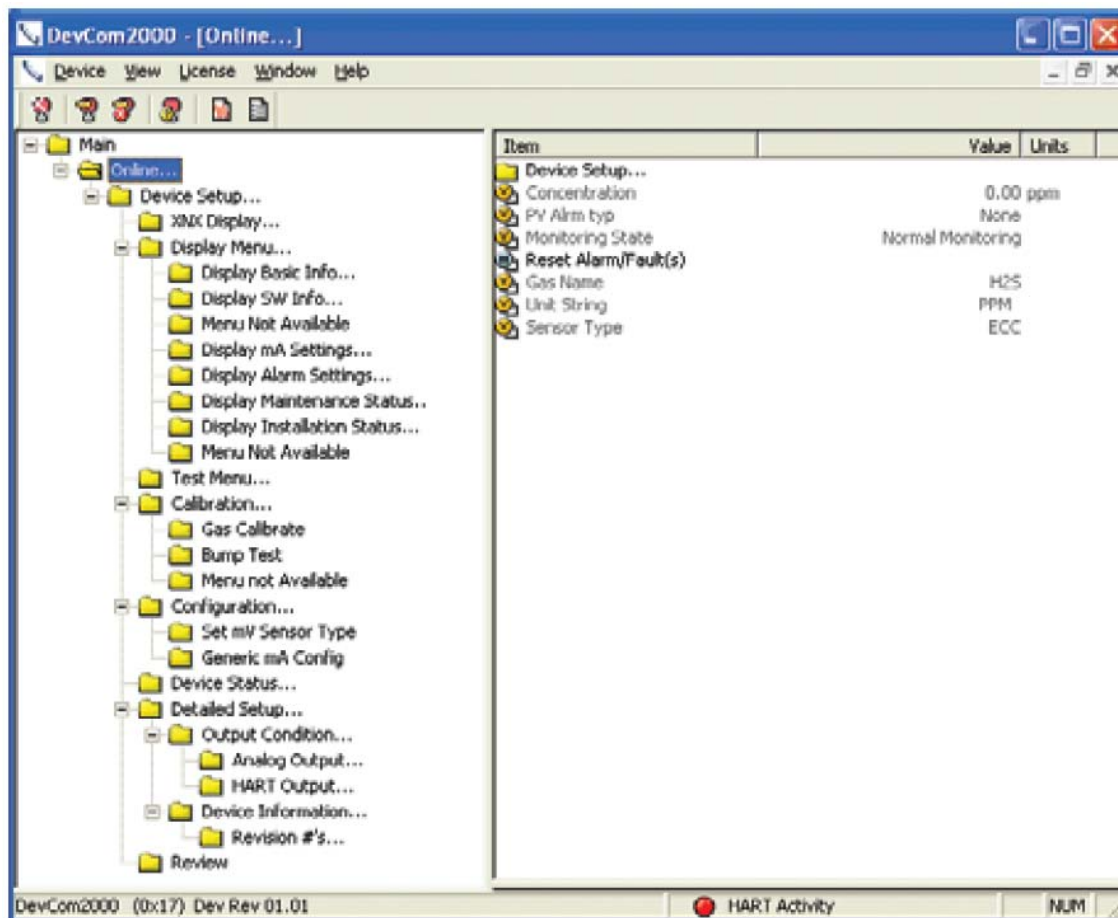 DevCom2000 - [Online...]
Device View License Window Help
Main
Online...
Device Setup...
XNX Display...
Display Menu...
Display Basic Info...
Display SW Info...
Menu Not Available
Display mA Settings...
Display Alarm Settings...
Display Maintenance Status..
Display Installation Status...
Menu Not Available
Test Menu...
Calibration...
Gas Calibrate
Bump Test
Menu not Available
Configuration...
Set mV Sensor Type
Generic mA Config
Device Status...
Detailed Setup...
Output Condition...
Analog Output...
HART Output...
Device Information...
Revision #'s...
Review
Item Value Units
Device Setup...
Concentration 0.00 ppm
PV Alrm typ None
Monitoring State Normal Monitoring
Reset Alarm/Fault(s)
Gas Name H2S
Unit String PPM
Sensor Type ECC
DevCom2000 (0x17) Dev Rev 01.01 HART Activity NUM